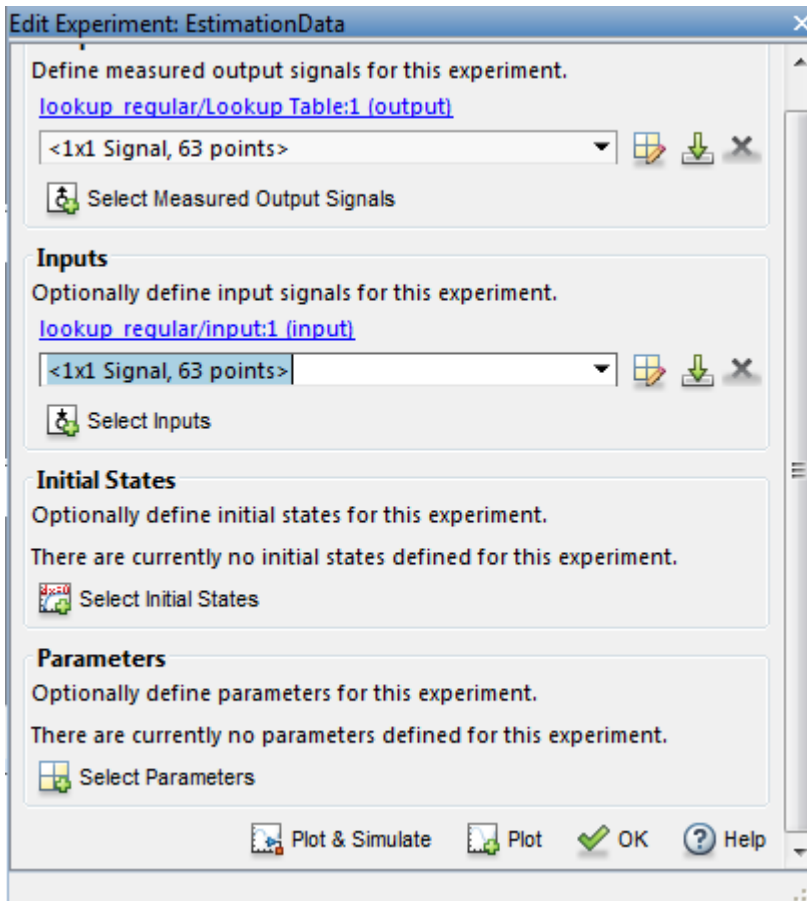 Edit Experiment: EstimationData
Define measured output signals for this experiment.
lookup_regular/Lookup Table:1 (output)
<1x1 Signal, 63 points>
Select Measured Output Signals
Inputs
Optionally define input signals for this experiment.
lookup_regular/input:1 (input)
<1x1 Signal, 63 points>
Select Inputs
Initial States
Optionally define initial states for this experiment.
There are currently no initial states defined for this experiment.
Select Initial States
Parameters
Optionally define parameters for this experiment.
There are currently no parameters defined for this experiment.
Select Parameters
Plot & Simulate Plot OK Help